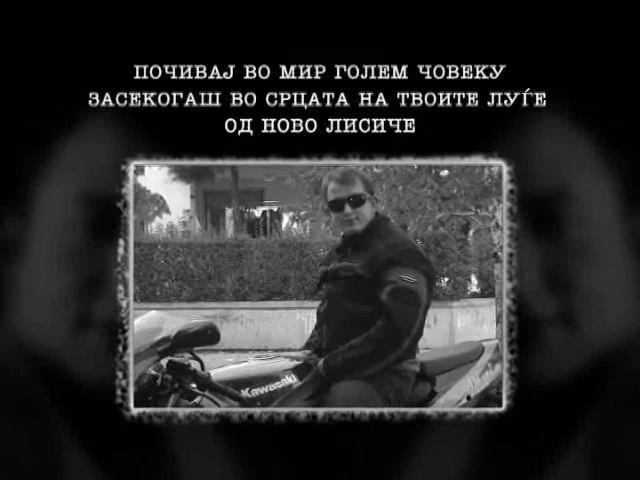 ПОЧИВАЈ ВО МИР ГОЛЕМ ЧОВЕКУ
ЗАСЕКОГАШ ВО СРЦАТА НА ТВОИТЕ ЛУЃЕ
ОД НОВО ЛИСИЧЕ
Kawasaki